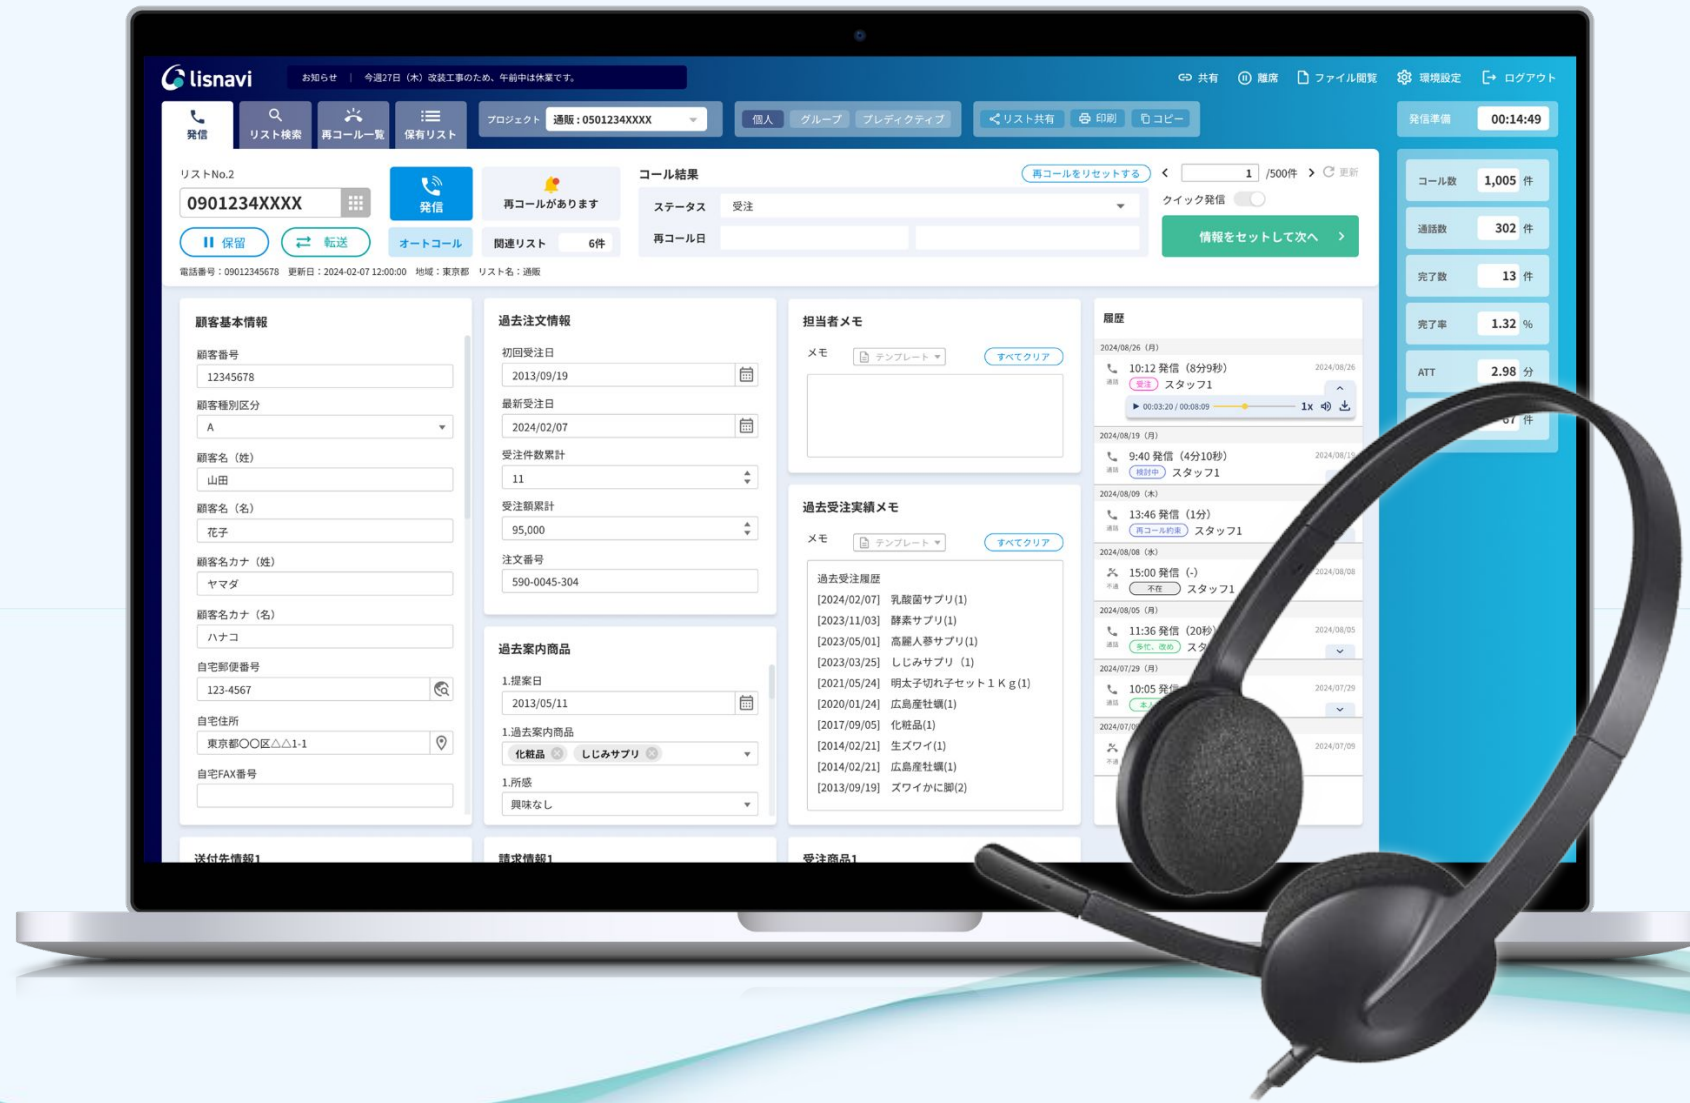 lisnavi
お知らせ | 今週27日（木）改装工事のため、午前中は休業です。
共有 離席 ファイル閲覧 環境設定 ログアウト
発信 リスト検索 再コール一覧 保有リスト
プロジェクト 通販 : 0501234XXXX
個人 グループ プレディクティブ
リスト共有 印刷 コピー
発信準備 00:14:49
リストNo.2
0901234XXXX
発信
保留 転送
オートコール
再コールがあります
関連リスト 6件
コール結果
再コールをリセットする
1 /500件 更新
ステータス 受注
再コール日
クイック発信
情報をセットして次へ
電話番号：09012345678 更新日：2024-02-07 12:00:00 地域：東京都 リスト名：通販
コール数 1,005 件
通話数 302 件
完了数 13 件
完了率 1.32 %
ATT 2.98 分
件
顧客基本情報
顧客番号
12345678
顧客種別区分
A
顧客名（姓）
山田
顧客名（名）
花子
顧客名カナ（姓）
ヤマダ
顧客名カナ（名）
ハナコ
自宅郵便番号
123-4567
自宅住所
東京都〇〇区△△1-1
自宅FAX番号
過去注文情報
初回受注日
2013/09/19
最新受注日
2024/02/07
受注件数累計
11
受注額累計
95,000
注文番号
590-0045-304
過去案内商品
1.提案日
2013/05/11
1.過去案内商品
化粧品 しじみサプリ
1.所感
興味なし
担当者メモ
メモ テンプレート すべてクリア
過去受注実績メモ
メモ テンプレート すべてクリア
過去受注履歴
[2024/02/07] 乳酸菌サプリ(1)
[2023/11/03] 酵素サプリ(1)
[2023/05/01] 高麗人蔘サプリ(1)
[2023/03/25] しじみサプリ（1）
[2021/05/24] 明太子切れ子セット１Ｋｇ(1)
[2020/01/24] 広島産牡蠣(1)
[2017/09/05] 化粧品(1)
[2014/02/21] 生ズワイ(1)
[2014/02/21] 広島産牡蠣(1)
[2013/09/19] ズワイかに脚(2)
履歴
2024/08/26（月）
10:12 発信（8分9秒） 2024/08/26
通話 受注 スタッフ1
00:03:20 / 00:08:09 1x
2024/08/19（月）
9:40 発信（4分10秒） 2024/08/19
通話 検討中 スタッフ1
2024/08/09（木）
13:46 発信（1分）
通話 再コール約束 スタッフ1
2024/08/08（水）
15:00 発信（-） 2024/08/08
不通 不在 スタッフ1
2024/08/05（月）
11:36 発信（20秒） 2024/08/05
通話 多忙、改め
2024/07/29（月）
10:05 発信 2024/07/29
通話
2024/07/09
不通
送付先情報1
請求情報1
受注商品1